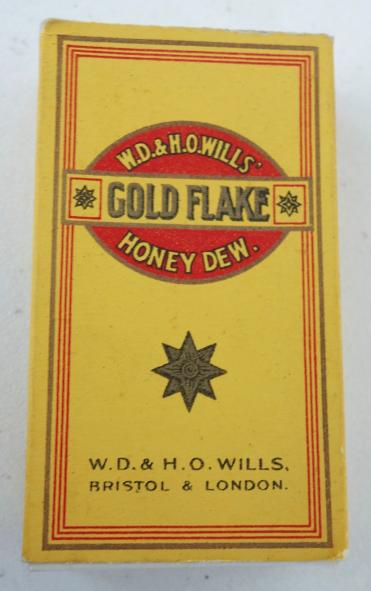 W.D.& H.O.WILLS'
GOLD FLAKE
HONEY DEW.
W.D. & H.O. WILLS,
BRISTOL & LONDON.